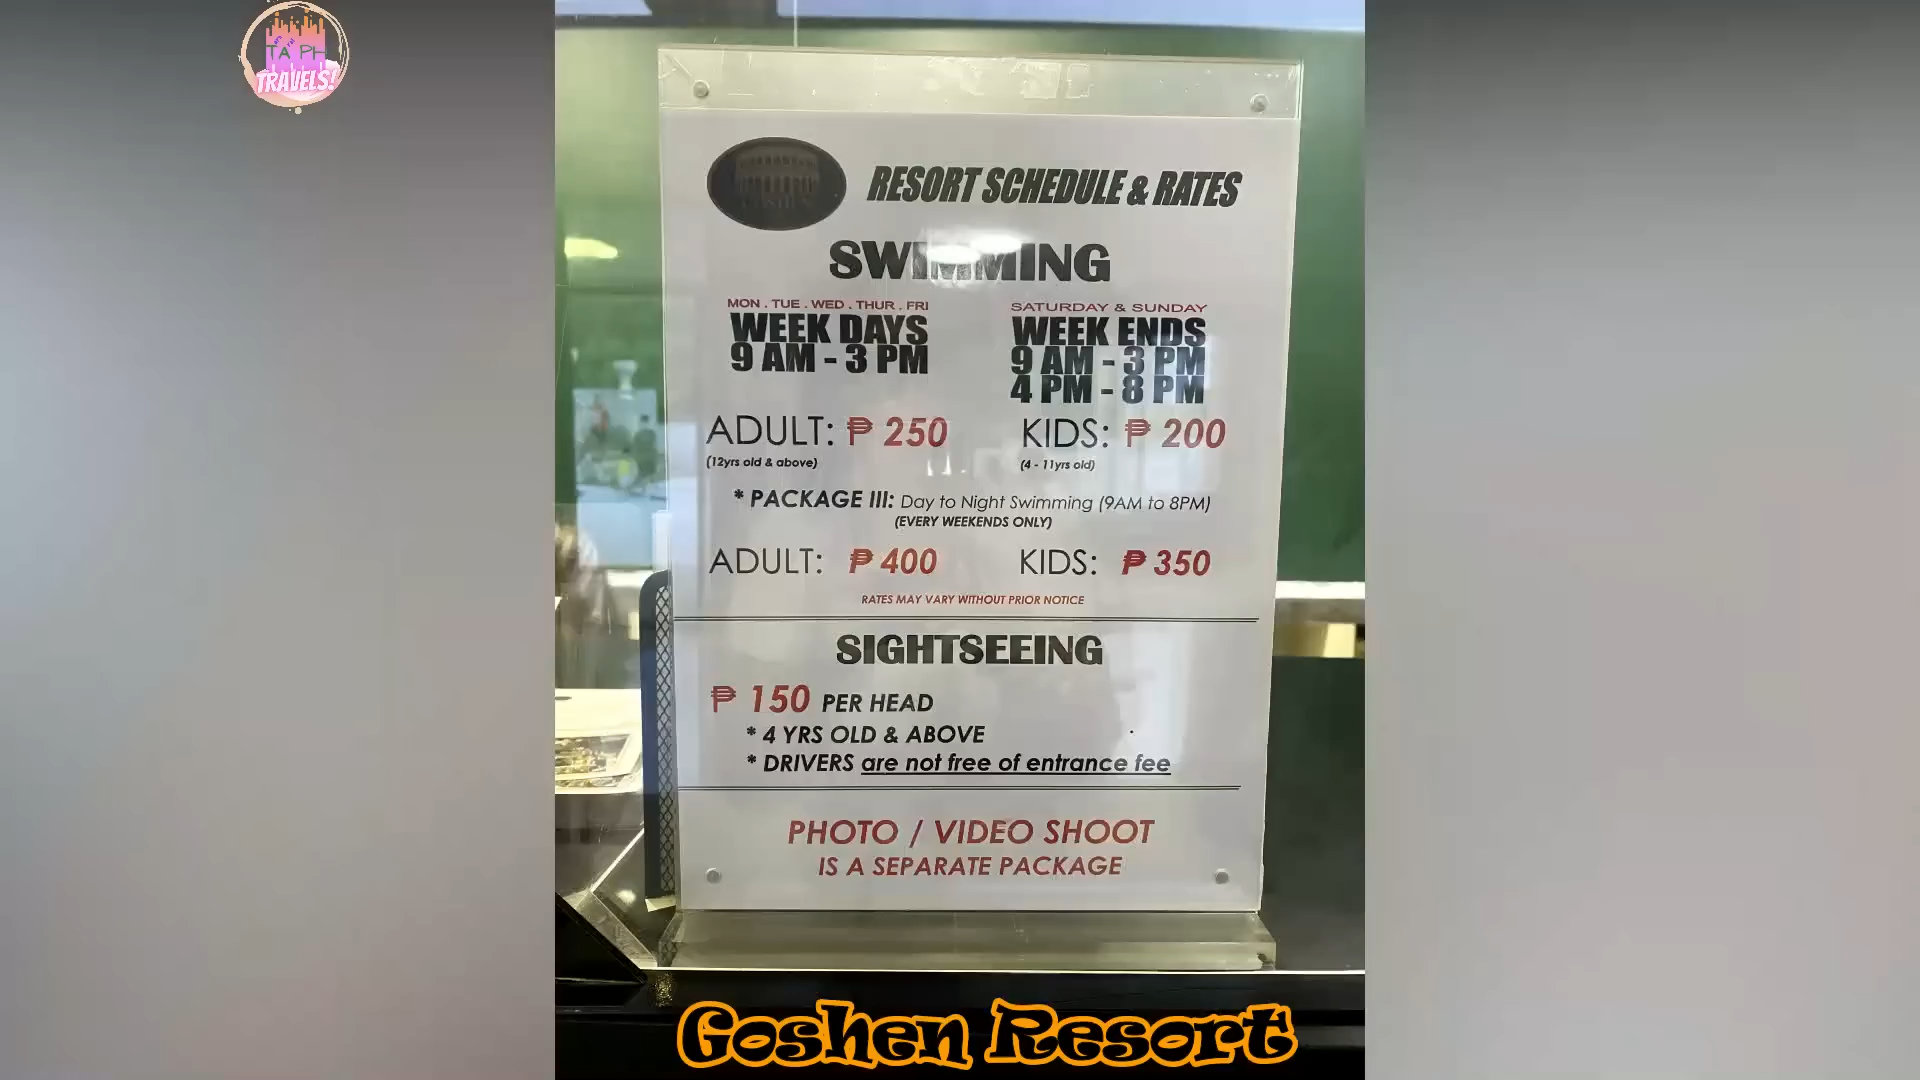 TA PH
TRAVELS!
RESORT SCHEDULE & RATES
SWIMMING
MON . TUE . WED . THUR . FRI
WEEK DAYS
9 AM - 3 PM
SATURDAY & SUNDAY
WEEK ENDS
9 AM - 3 PM
4 PM - 8 PM
ADULT: ₱ 250
(12yrs old & above)
KIDS: ₱ 200
(4 - 11yrs old)
* PACKAGE III: Day to Night Swimming (9AM to 8PM)
(EVERY WEEKENDS ONLY)
ADULT: ₱ 400 KIDS: ₱ 350
RATES MAY VARY WITHOUT PRIOR NOTICE
SIGHTSEEING
₱ 150 PER HEAD
* 4 YRS OLD & ABOVE
* DRIVERS are not free of entrance fee
PHOTO / VIDEO SHOOT
IS A SEPARATE PACKAGE
Goshen Resort